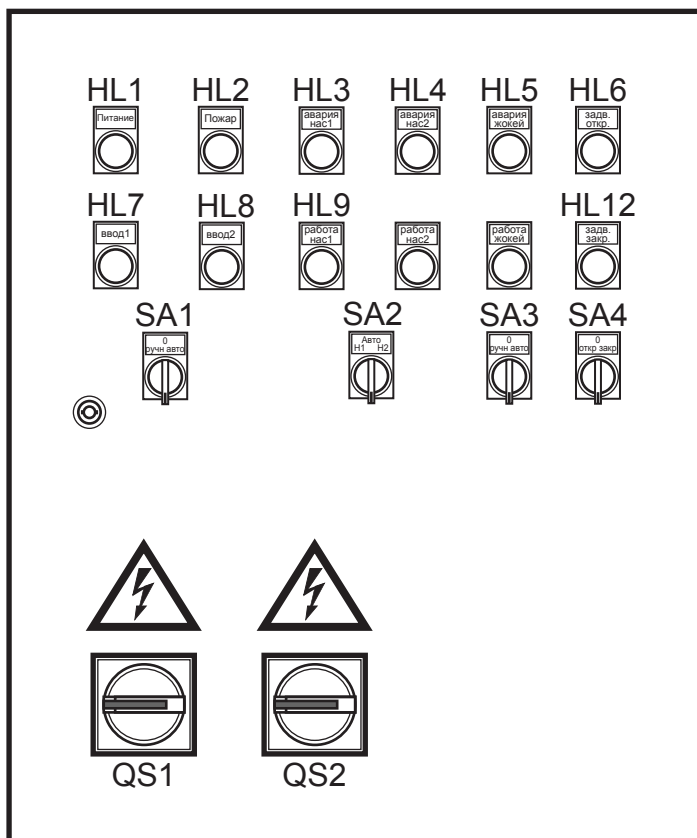 HL1 HL2 HL3 HL4 HL5 HL6
Питание Пожар авария нас1 авария нас2 авария жокей задв. откр.
HL7 HL8 HL9 HL12
ввод1 ввод2 работа нас1 работа нас2 работа жокей задв. закр.
SA1 SA2 SA3 SA4
0 Авто 0 0
ручн авто Н1 Н2 ручн авто откр закр
QS1 QS2